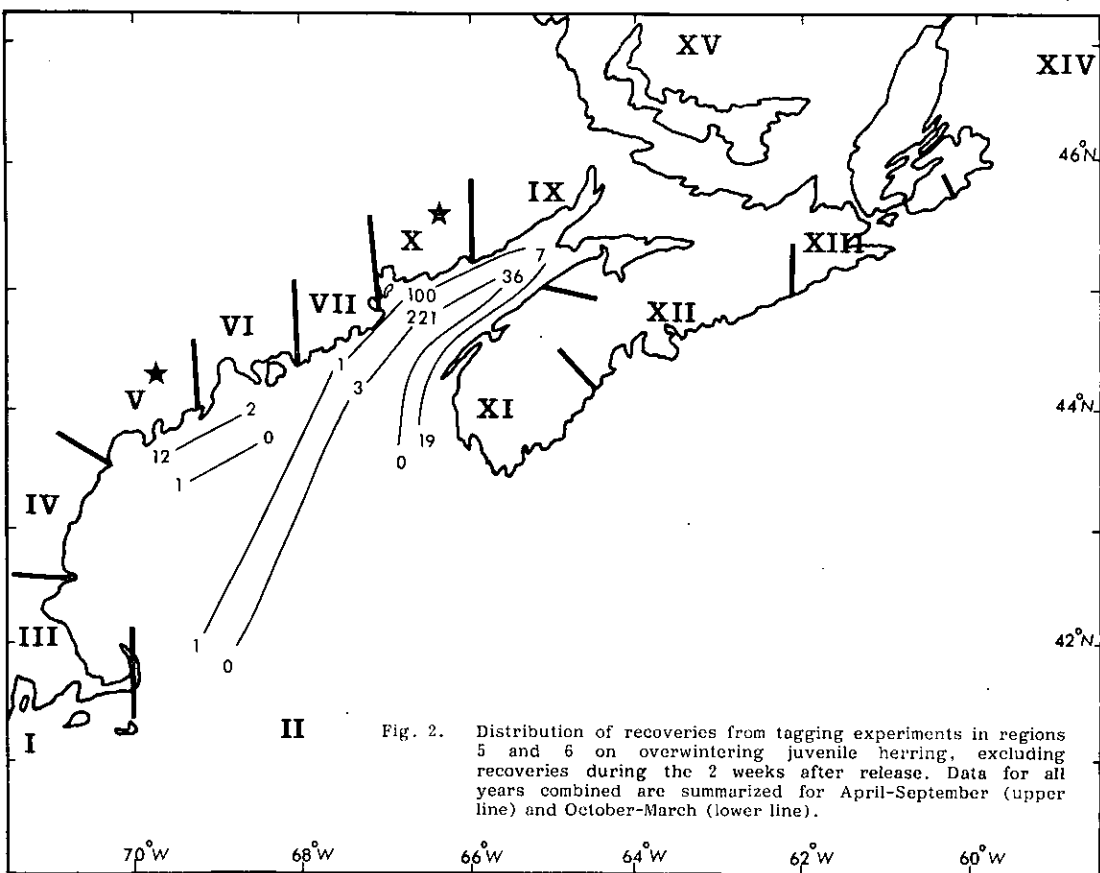 XV
XIV
46°N
IX
X
7
36
XIII
100
VII
221
XII
VI
1
3
V
2
XI
44°N
12
0
19
1
0
IV
III
1
0
42°N
I
II
Fig. 2. Distribution of recoveries from tagging experiments in regions
5 and 6 on overwintering juvenile herring, excluding
recoveries during the 2 weeks after release. Data for all
years combined are summarized for April-September (upper
line) and October-March (lower line).
70°W 68°W 66°W 64°W 62°W 60°W